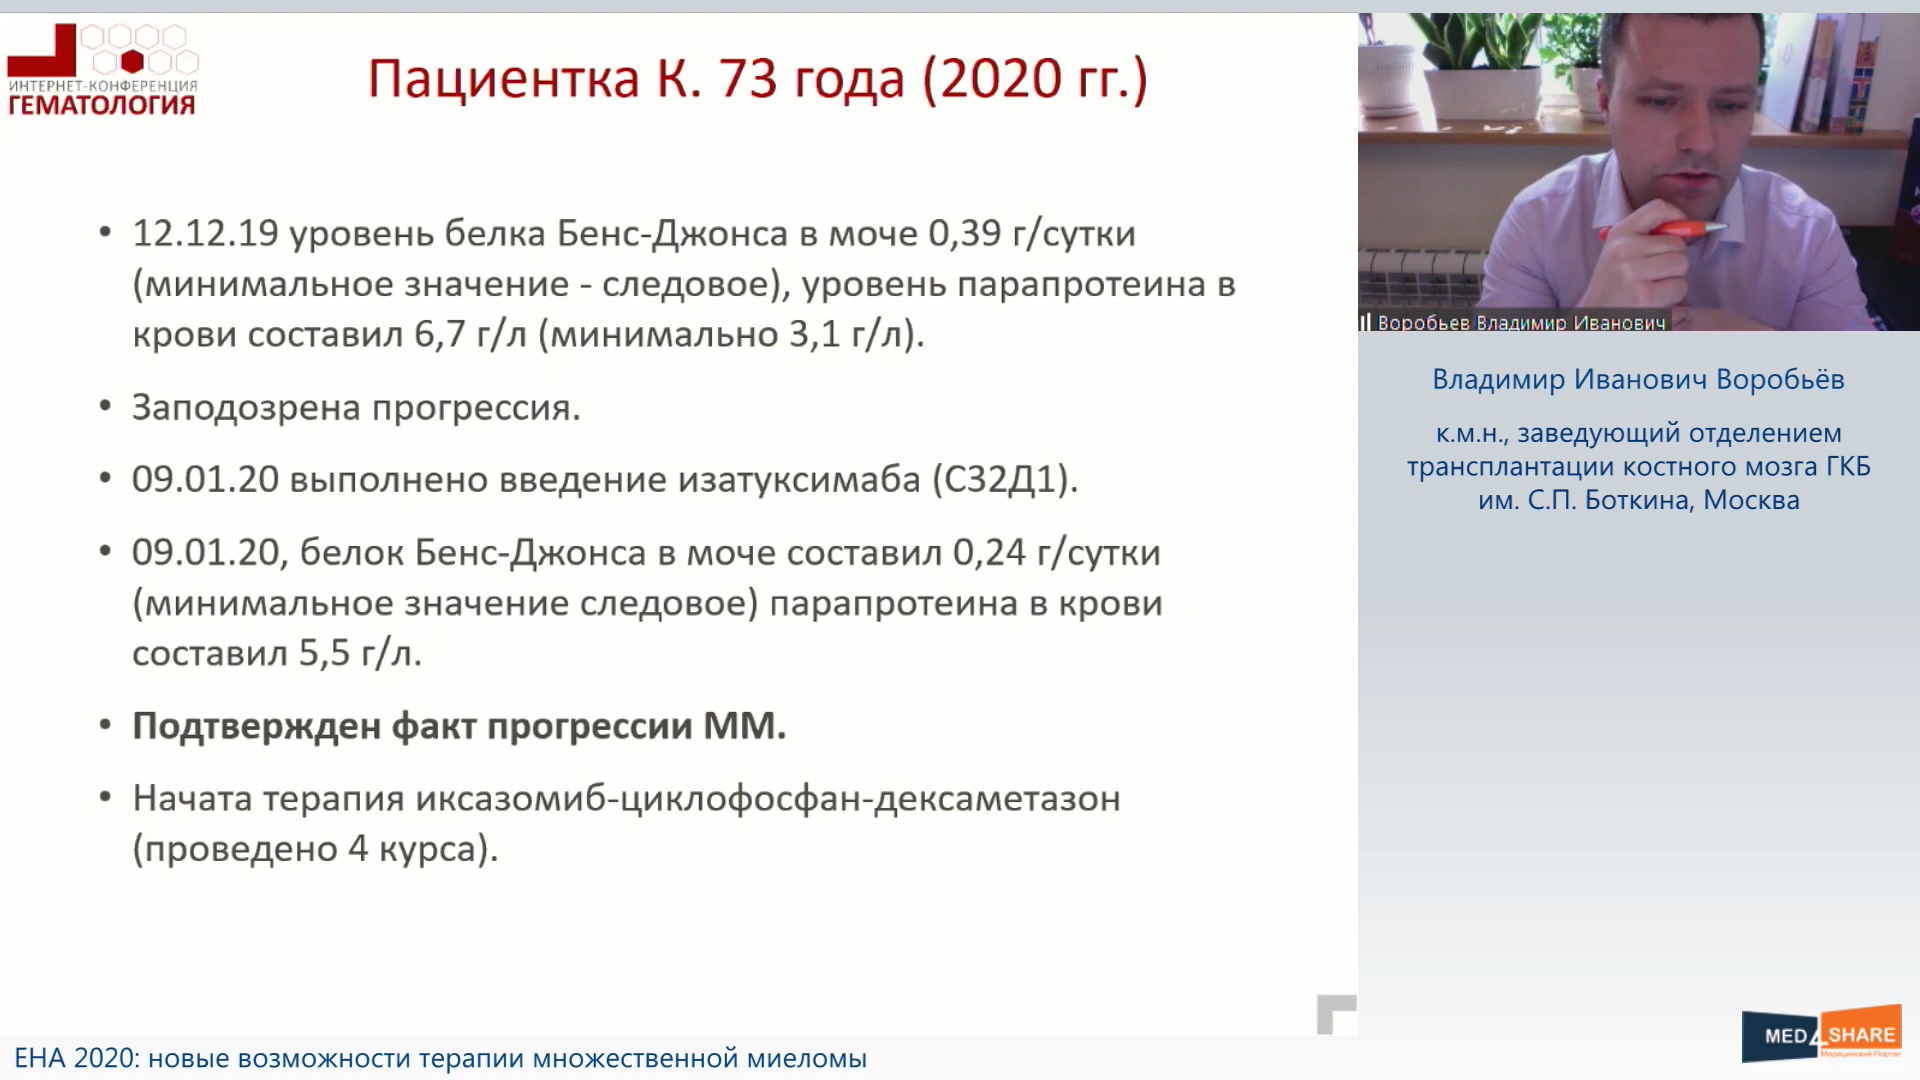 ИНТЕРНЕТ-КОНФЕРЕНЦИЯ
ГЕМАТОЛОГИЯ
Пациентка К. 73 года (2020 гг.)
• 12.12.19 уровень белка Бенс-Джонса в моче 0,39 г/сутки
(минимальное значение - следовое), уровень парапротеина в
крови составил 6,7 г/л (минимально 3,1 г/л).
• Заподозрена прогрессия.
• 09.01.20 выполнено введение изатуксимаба (С32Д1).
• 09.01.20, белок Бенс-Джонса в моче составил 0,24 г/сутки
(минимальное значение следовое) парапротеина в крови
составил 5,5 г/л.
• Подтвержден факт прогрессии ММ.
• Начата терапия иксазомиб-циклофосфан-дексаметазон
(проведено 4 курса).
Воробьев Владимир Иванович
Владимир Иванович Воробьёв
к.м.н., заведующий отделением
трансплантации костного мозга ГКБ
им. С.П. Боткина, Москва
MED4SHARE
Медицинский Портал
ЕНА 2020: новые возможности терапии множественной миеломы